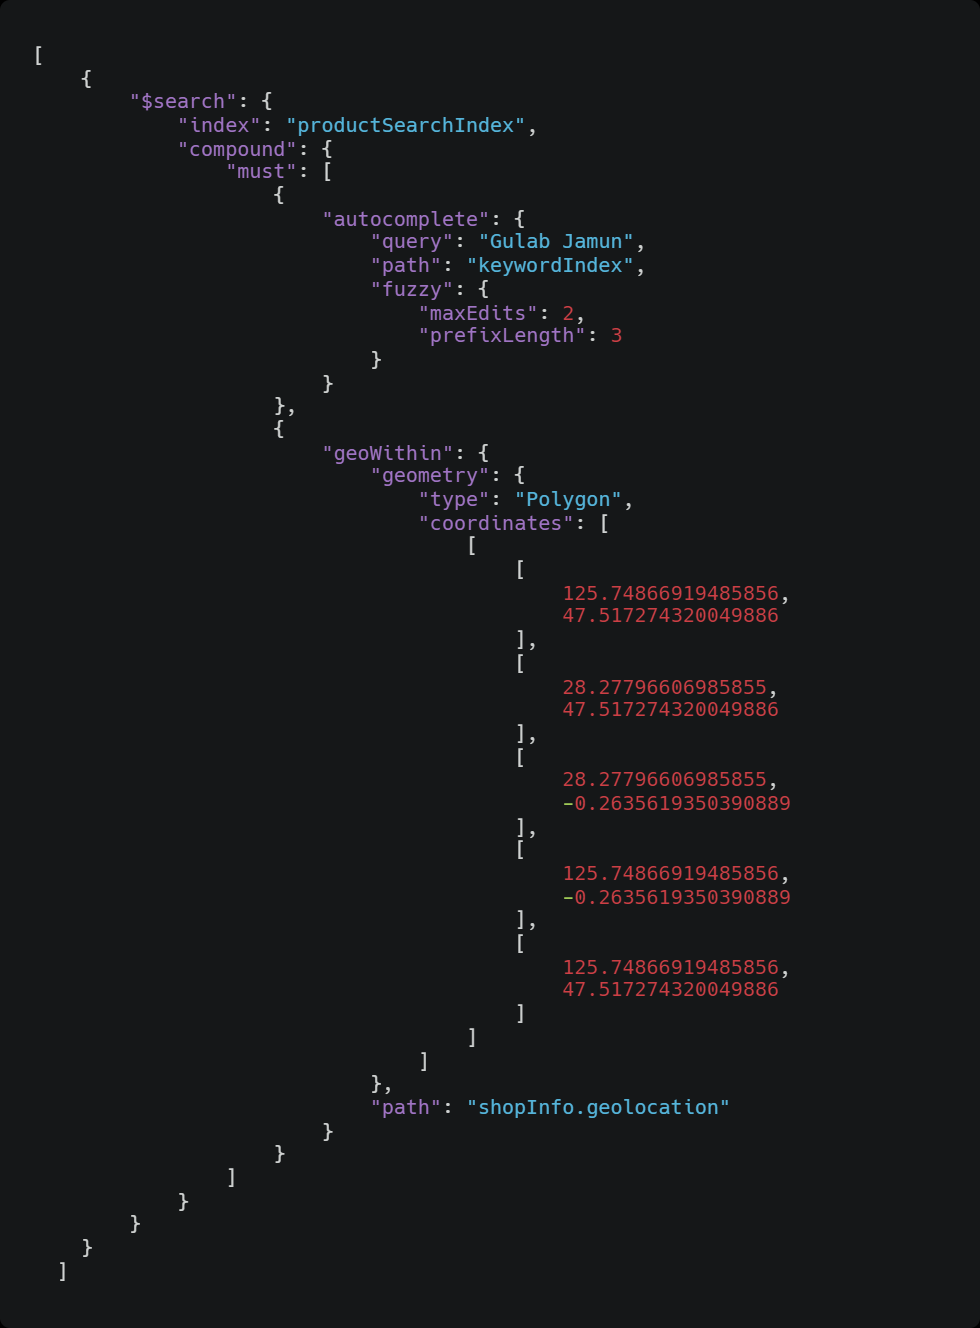 [
    {
        "$search": {
            "index": "productSearchIndex",
            "compound": {
                "must": [
                    {
                        "autocomplete": {
                            "query": "Gulab Jamun",
                            "path": "keywordIndex",
                            "fuzzy": {
                                "maxEdits": 2,
                                "prefixLength": 3
                            }
                        }
                    },
                    {
                        "geoWithin": {
                            "geometry": {
                                "type": "Polygon",
                                "coordinates": [
                                    [
                                        [
                                            125.74866919485856,
                                            47.517274320049886
                                        ],
                                        [
                                            28.27796606985855,
                                            47.517274320049886
                                        ],
                                        [
                                            28.27796606985855,
                                            -0.2635619350390889
                                        ],
                                        [
                                            125.74866919485856,
                                            -0.2635619350390889
                                        ],
                                        [
                                            125.74866919485856,
                                            47.517274320049886
                                        ]
                                    ]
                                ]
                            },
                            "path": "shopInfo.geolocation"
                        }
                    }
                ]
            }
        }
    }
  ]